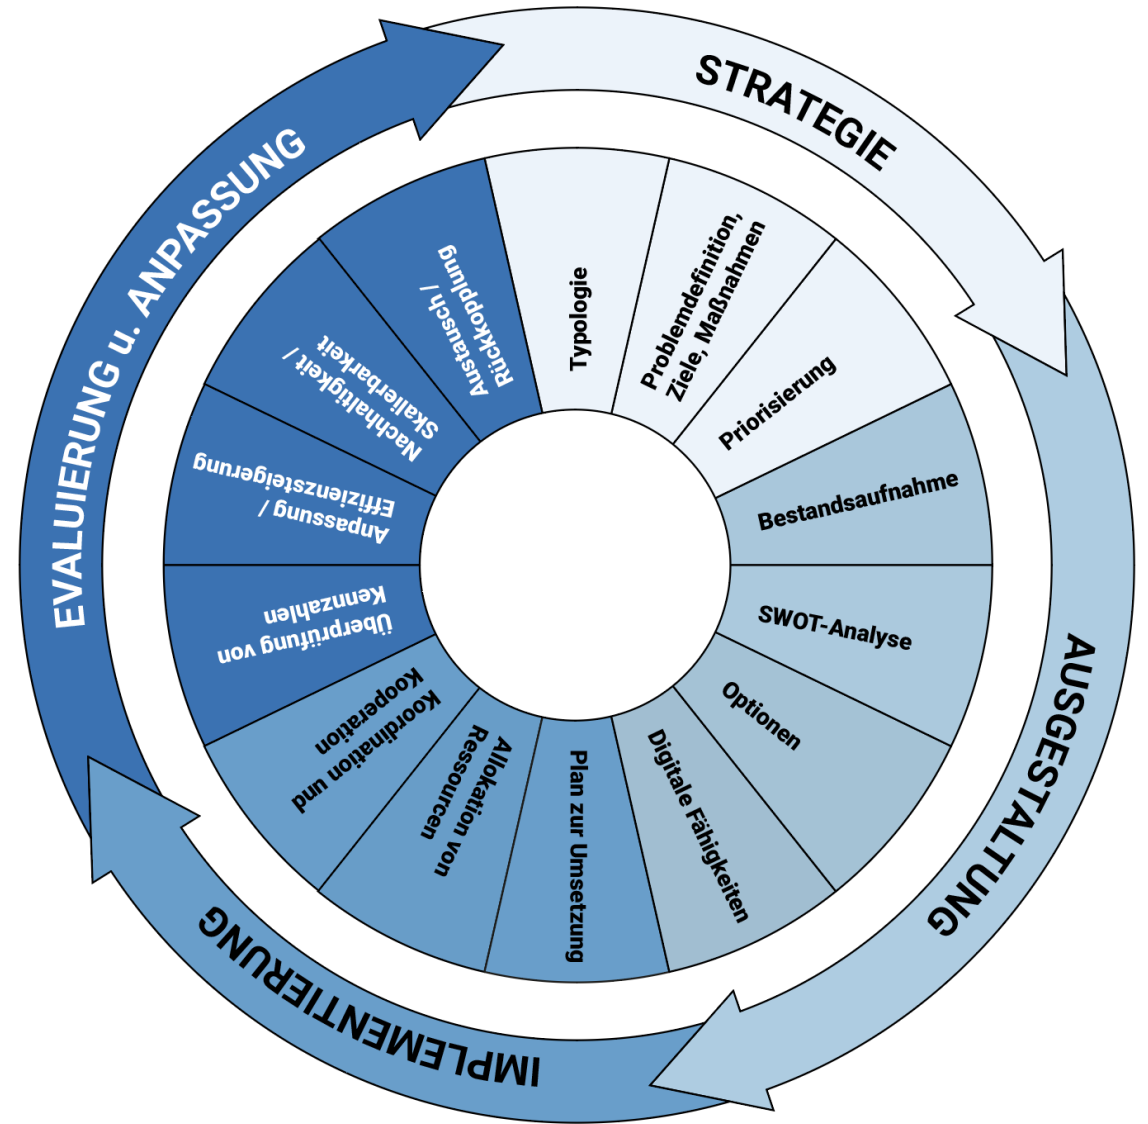 STRATEGIE
AUSGESTALTUNG
IMPLEMENTIERUNG
EVALUIERUNG u. ANPASSUNG
Typologie
Problemdefinition,
Ziele, Maßnahmen
Priorisierung
Bestandsaufnahme
SWOT-Analyse
Optionen
Digitale Fähigkeiten
Plan zur Umsetzung
Allokation von
Ressourcen
Koordination und
Kooperation
Überprüfung von
Kennzahlen
Anpassung /
Effizienzsteigerung
Nachhaltigkeit /
Skalierbarkeit
Austausch /
Rückkopplung